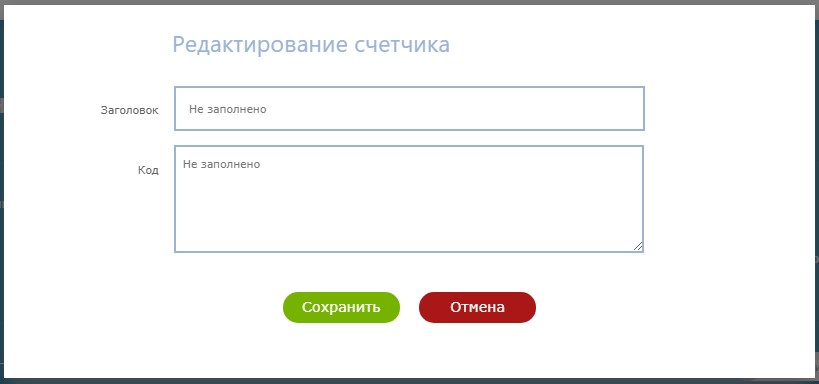 Редактирование счетчика
Заголовок
Не заполнено
Код
Не заполнено
Сохранить
Отмена